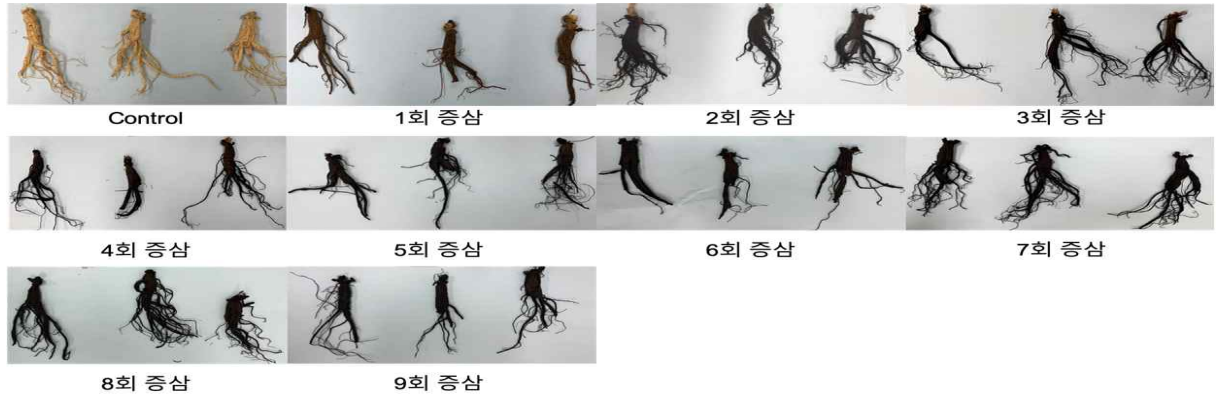 Control 1회 증삼 2회 증삼 3회 증삼
4회 증삼 5회 증삼 6회 증삼 7회 증삼
8회 증삼 9회 증삼